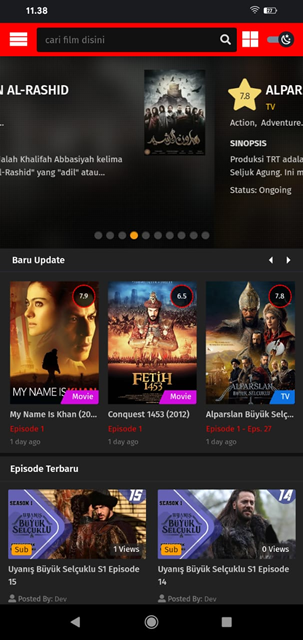 11.38
cari film disini
N AL-RASHID
7.8
ALPAR
TV
Action, Adventure.
SINOPSIS
alah Khalifah Abbasiyah kelima
l-Rashid" yang "adil" atau...
Produksi TRT adala
Seljuk Agung. Ini m
Status: Ongoing
Baru Update
7.9
6.5
7.8
MY NAME IS KHAN
FETİH
1453
ALPARSLAN
BÜYÜK SELÇUKLU
Movie
Movie
TV
My Name Is Khan (20...
Conquest 1453 (2012)
Alparslan Büyük Selç...
Episode 1
Episode 1
Episode 1 - Eps. 27
1 day ago
1 day ago
1 day ago
Episode Terbaru
SEASON 1
15
UYANIŞ
BÜYÜK
SELÇUKLU
Sub
1 Views
SEASON 1
14
UYANIŞ
BÜYÜK
SELÇUKLU
Sub
0 Views
Uyanış Büyük Selçuklu S1 Episode
15
Uyanış Büyük Selçuklu S1 Episode
14
Posted By: Dev
Posted By: Dev